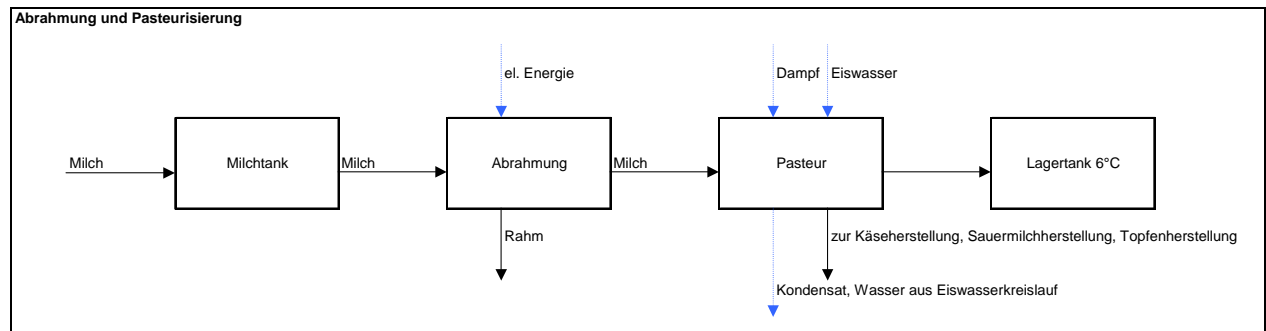 Abrahmung und Pasteurisierung
el. Energie
Dampf
Eiswasser
Milch
Milchtank
Milch
Abrahmung
Milch
Pasteur
Lagertank 6°C
Rahm
zur Käseherstellung, Sauermilchherstellung, Topfenherstellung
Kondensat, Wasser aus Eiswasserkreislauf